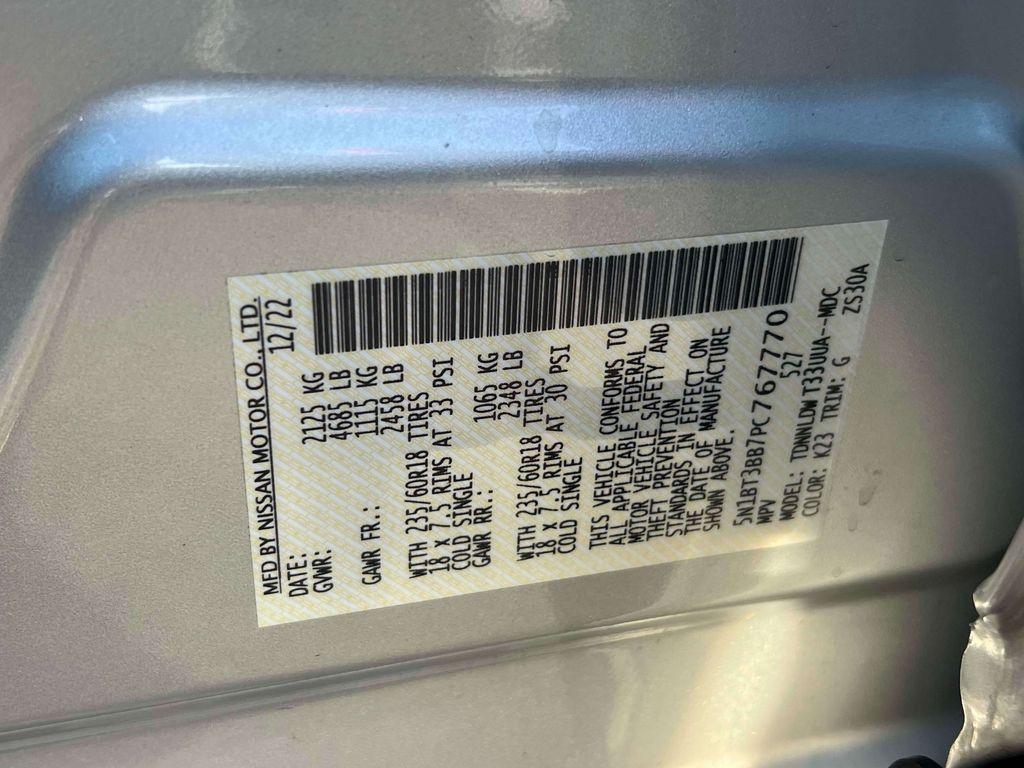 MFD BY NISSAN MOTOR CO., LTD.
DATE: 12/22
GVWR: 2125 KG
4685 LB
GAWR FR.: 1115 KG
2458 LB
WITH 235/60R18 TIRES
18 X 7.5 RIMS AT 33 PSI
COLD SINGLE
GAWR RR.: 1065 KG
2348 LB
WITH 235/60R18 TIRES
18 X 7.5 RIMS AT 30 PSI
COLD SINGLE
THIS VEHICLE CONFORMS TO
ALL APPLICABLE FEDERAL
MOTOR VEHICLE SAFETY AND
THEFT PREVENTION
STANDARDS IN EFFECT ON
THE DATE OF MANUFACTURE
SHOWN ABOVE.
5N1BT3BB7PC767770
MPV 527
MODEL: TDNNLDWT33UUA--MDC
COLOR: K23 TRIM: G ZS30A